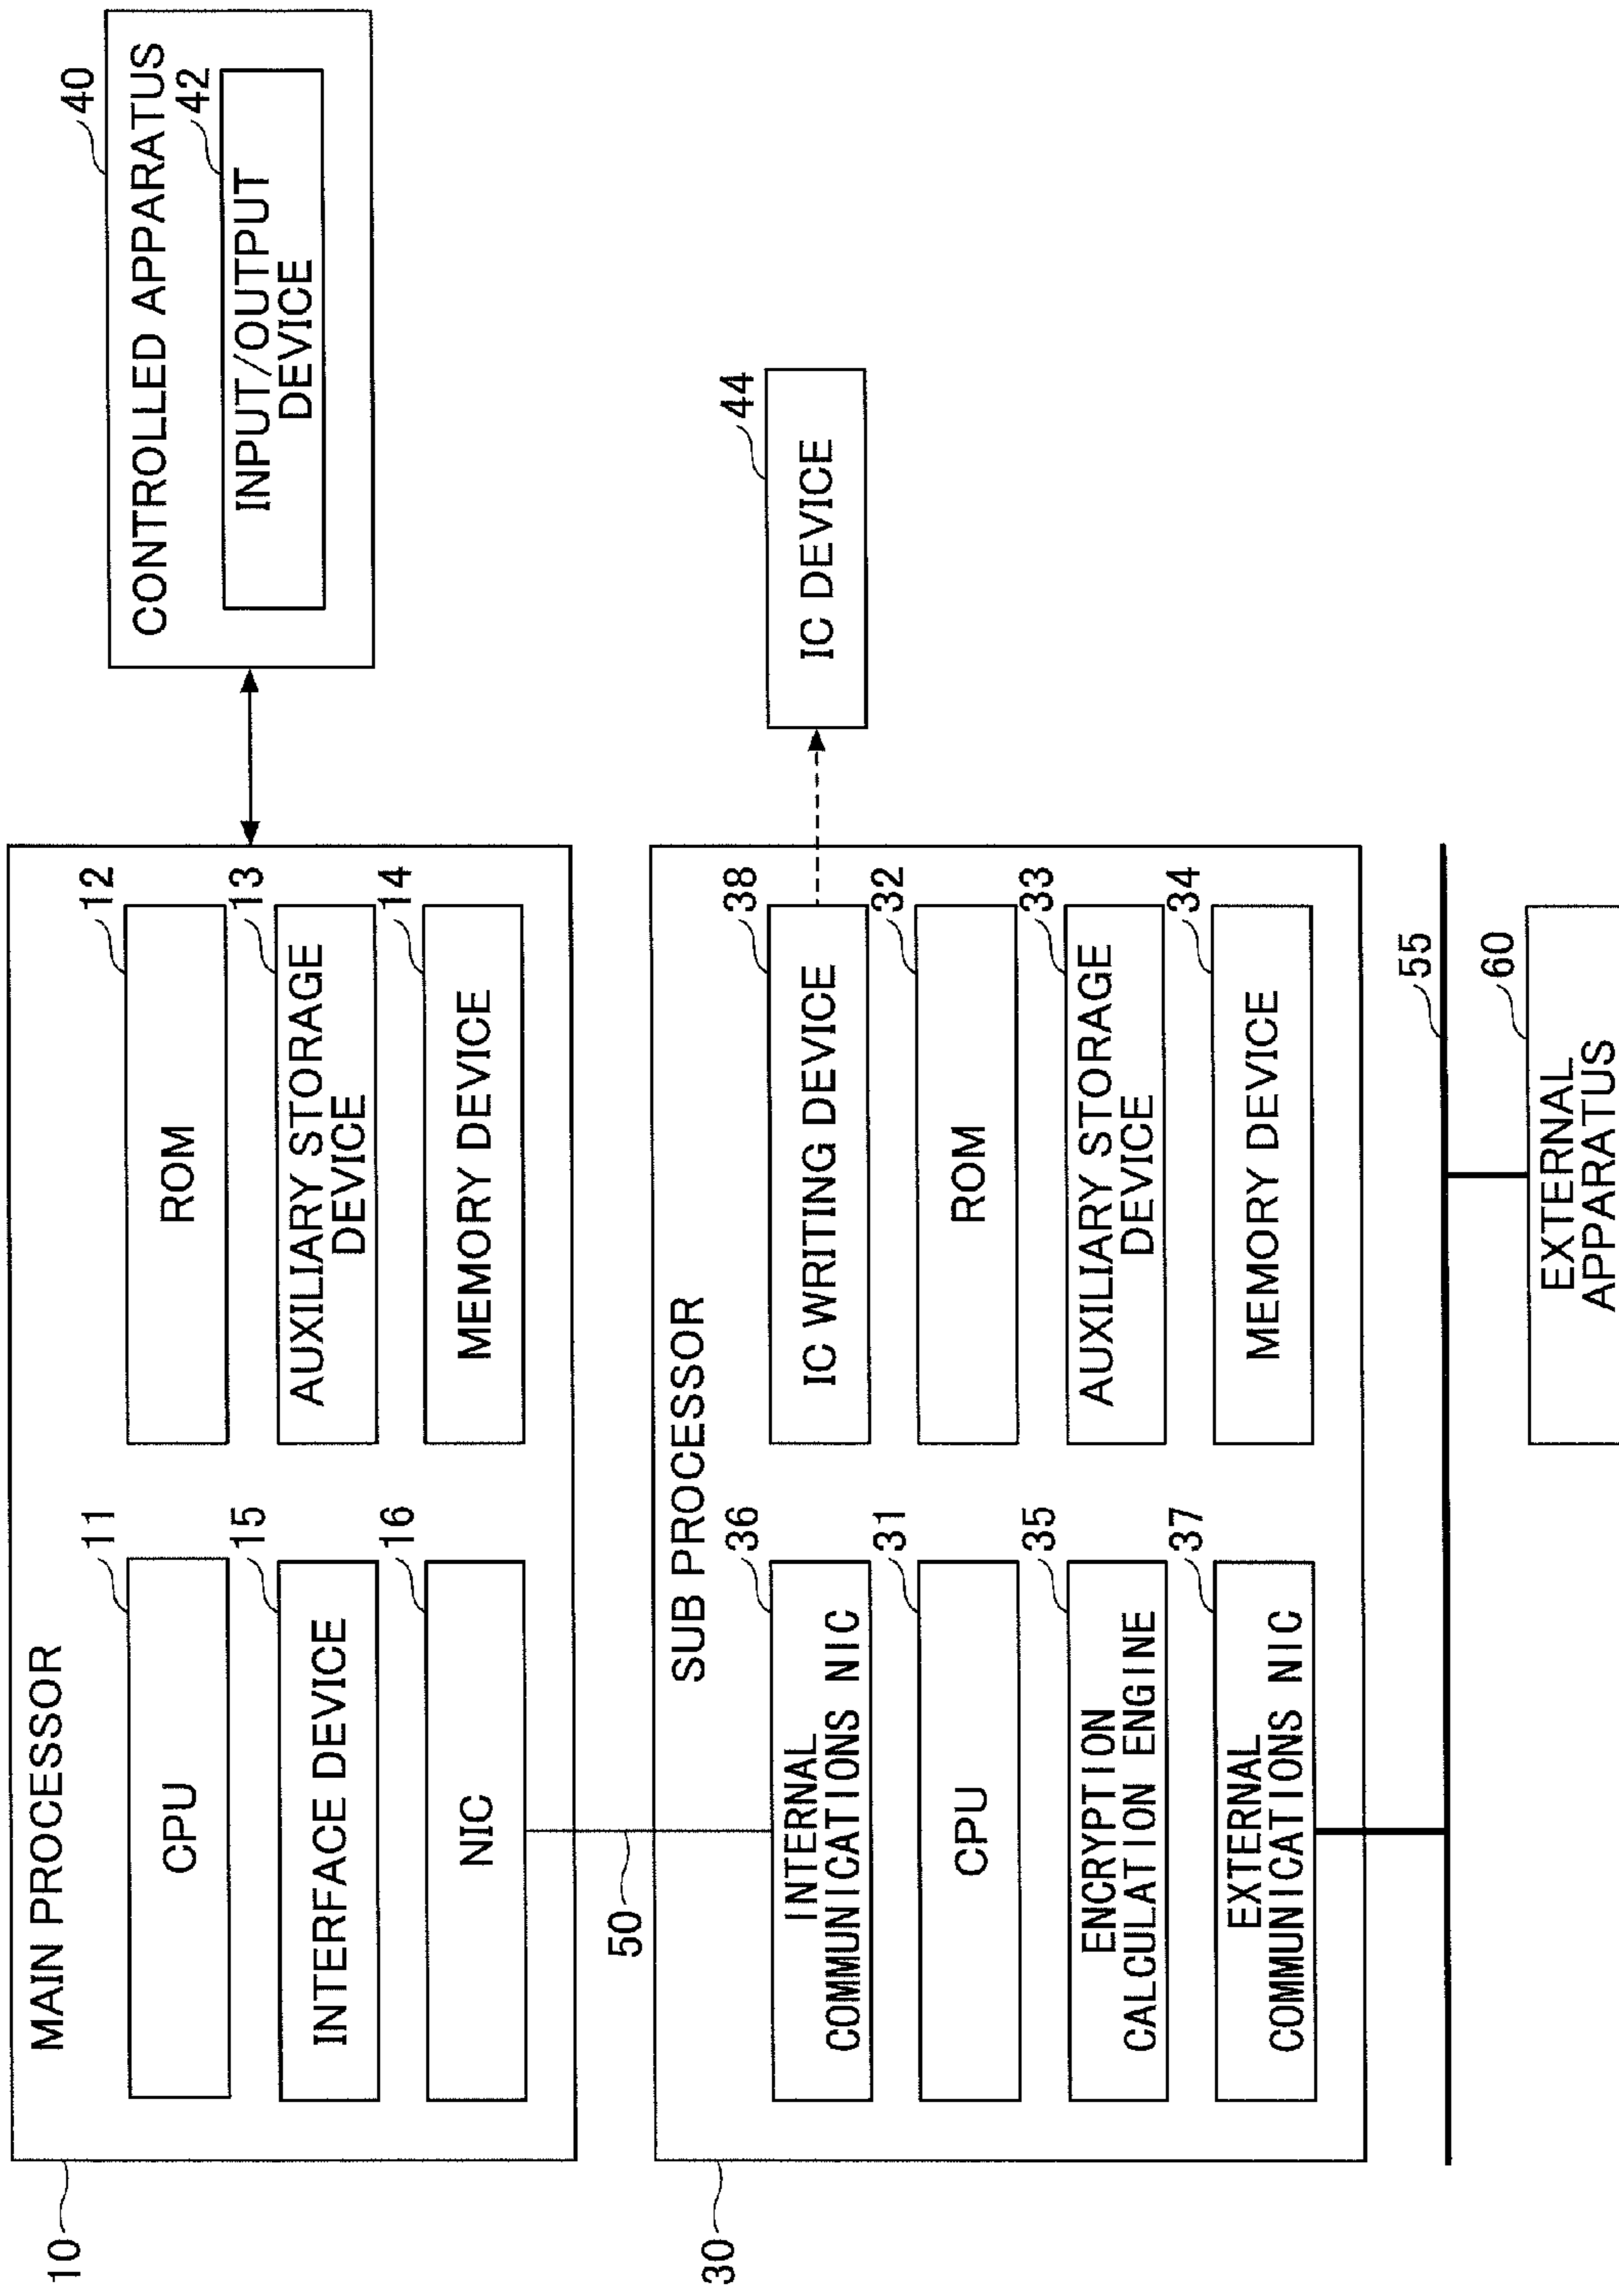 10
MAIN PROCESSOR
11
CPU
12
ROM
15
INTERFACE DEVICE
13
AUXILIARY STORAGE
DEVICE
16
NIC
14
MEMORY DEVICE
40
CONTROLLED APPARATUS
42
INPUT/OUTPUT
DEVICE
50
30
SUB PROCESSOR
36
INTERNAL
COMMUNICATIONS NIC
38
IC WRITING DEVICE
44
IC DEVICE
31
CPU
32
ROM
35
ENCRYPTION
CALCULATION ENGINE
33
AUXILIARY STORAGE
DEVICE
37
EXTERNAL
COMMUNICATIONS NIC
34
MEMORY DEVICE
55
60
EXTERNAL
APPARATUS